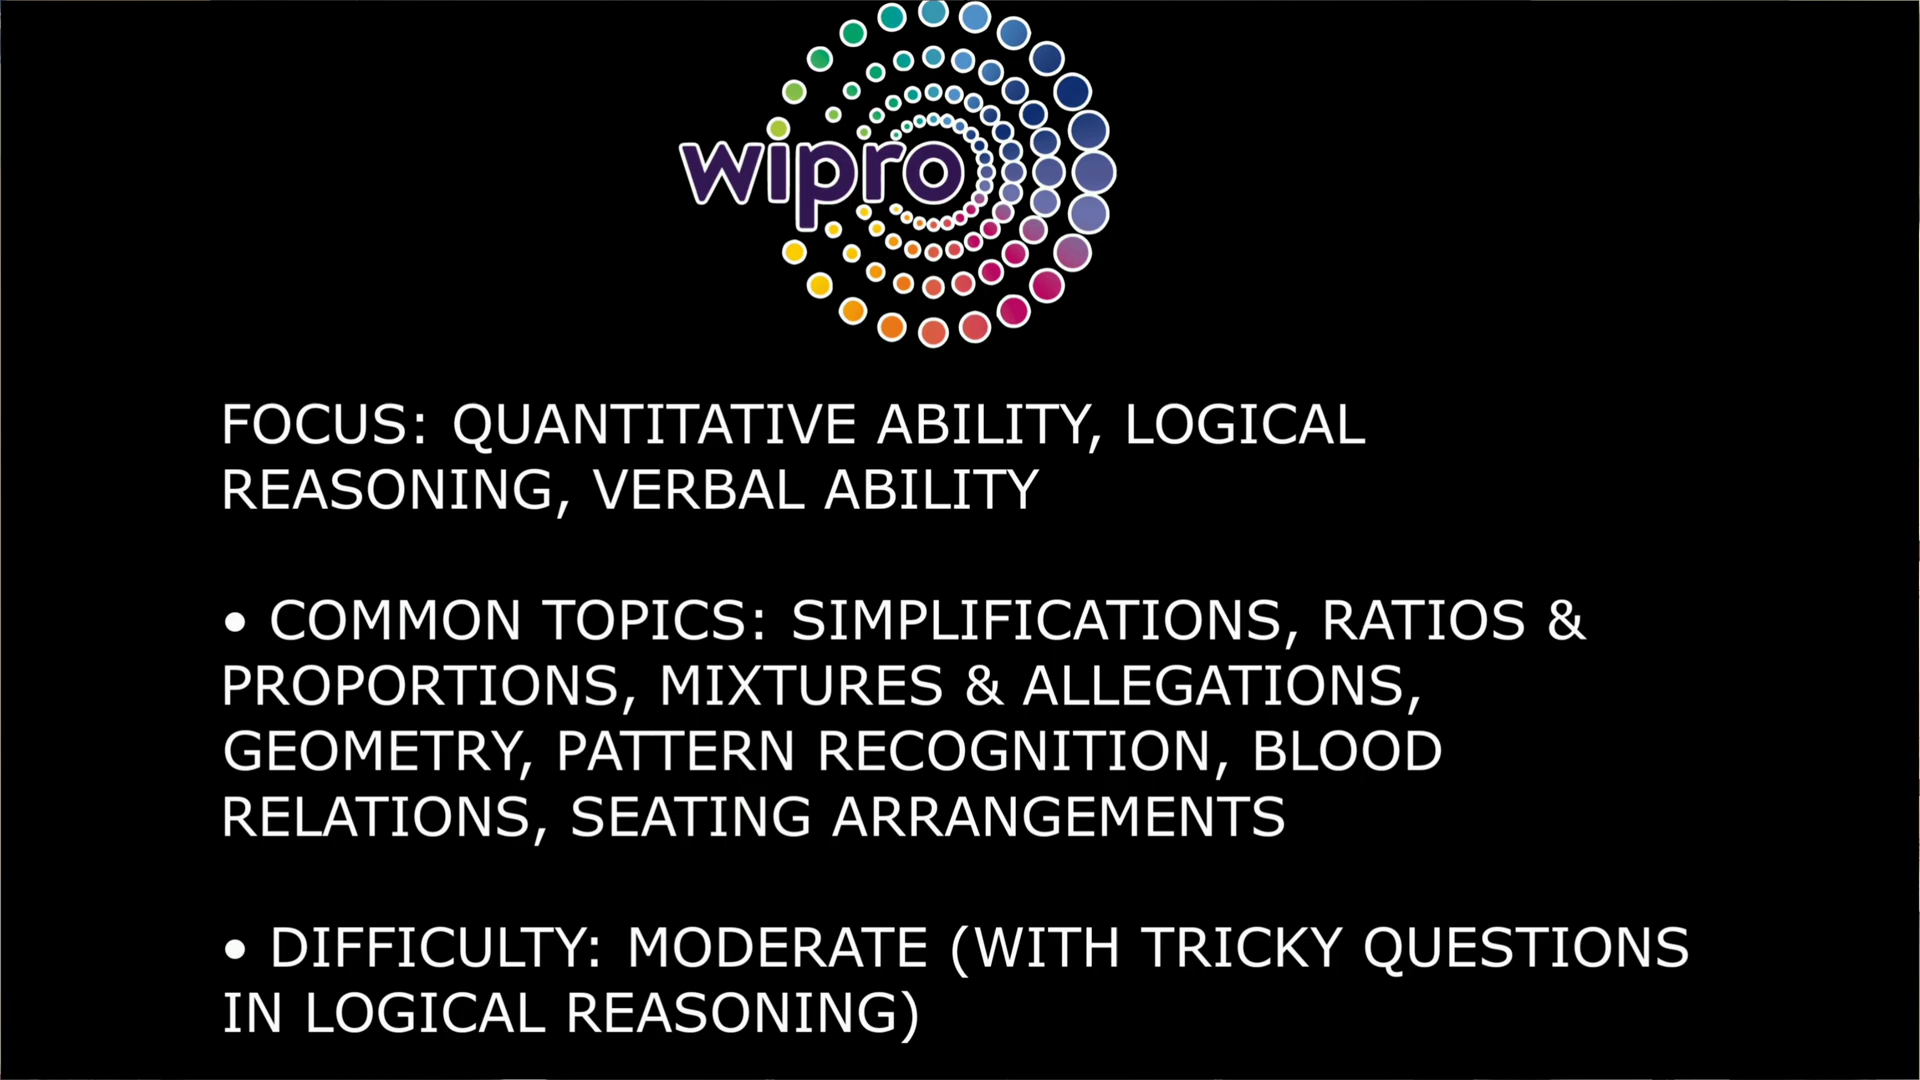 wipro
FOCUS: QUANTITATIVE ABILITY, LOGICAL
REASONING, VERBAL ABILITY
• COMMON TOPICS: SIMPLIFICATIONS, RATIOS &
PROPORTIONS, MIXTURES & ALLEGATIONS,
GEOMETRY, PATTERN RECOGNITION, BLOOD
RELATIONS, SEATING ARRANGEMENTS
• DIFFICULTY: MODERATE (WITH TRICKY QUESTIONS
IN LOGICAL REASONING)